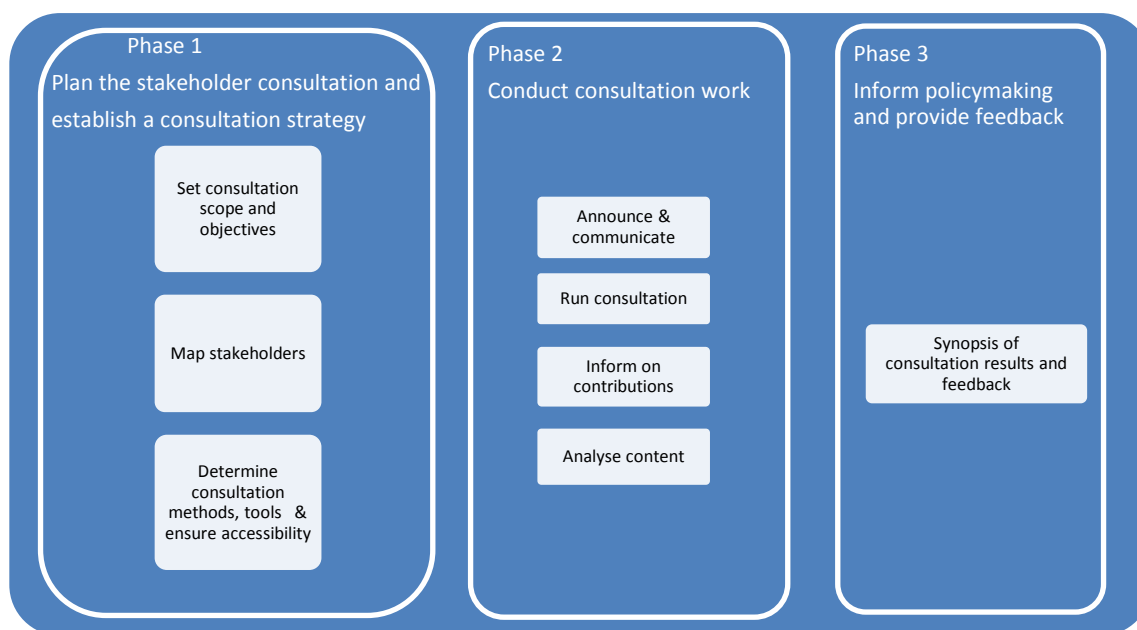 Phase 1
Plan the stakeholder consultation and
establish a consultation strategy
Set consultation
scope and
objectives
Map stakeholders
Determine
consultation
methods, tools & 
ensure accessibility
Phase 2
Conduct consultation work
Announce &
communicate
Run consultation
Inform on
contributions
Analyse content
Phase 3
Inform policymaking
and provide feedback
Synopsis of
consultation results and
feedback